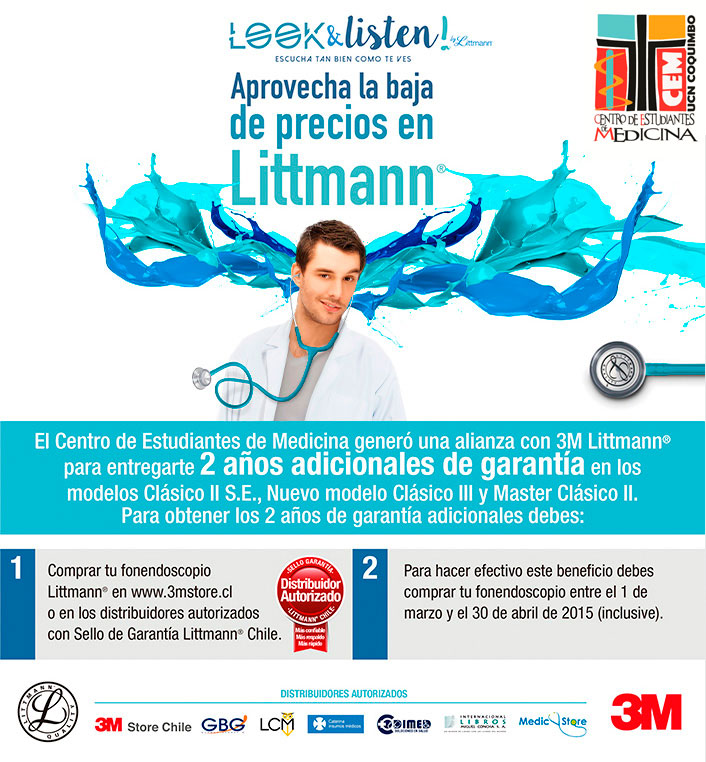 LOOK&listen! by Littmann
ESCUCHA TAN BIEN COMO TE VES
Aprovecha la baja
de precios en
Littmann®
CEM
UCN COQUIMBO
CENTRO DE ESTUDIANTES
DE MEDICINA
El Centro de Estudiantes de Medicina generó una alianza con 3M Littmann®
para entregarte 2 años adicionales de garantía en los
modelos Clásico II S.E., Nuevo modelo Clásico III y Master Clásico II.
Para obtener los 2 años de garantía adicionales debes:
1
Comprar tu fonendoscopio
Littmann® en www.3mstore.cl
o en los distribuidores autorizados
con Sello de Garantía Littmann® Chile.
SELLO GARANTÍA
Distribuidor
Autorizado
LITTMANN® CHILE
Más confiable
Más respaldo
Más rápido
2
Para hacer efectivo este beneficio debes
comprar tu fonendoscopio entre el 1 de
marzo y el 30 de abril de 2015 (inclusive).
DISTRIBUIDORES AUTORIZADOS
LITTMANN QUALITY
3M Store Chile
GBG
LCM
Caterina
insumos médicos
CADIMED
SOLUCIONES EN SALUD
INTERNACIONAL
LIBROS
MIGUEL CONCHA S.A.
Medic Store
3M